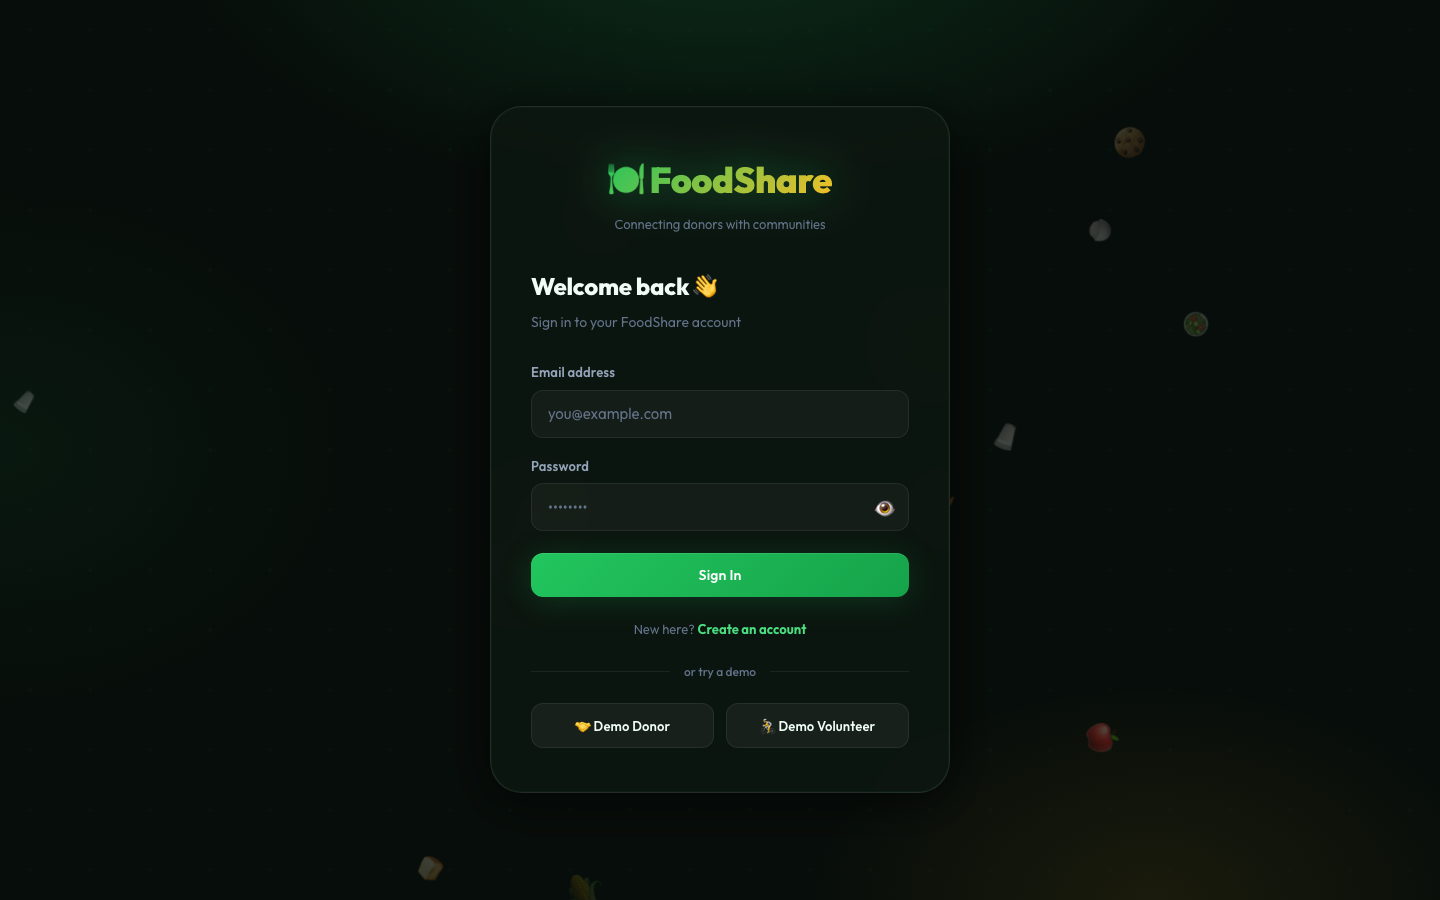 FoodShare
Connecting donors with communities
Welcome back 👋
Sign in to your FoodShare account
Email address
you@example.com
Password
••••••••
Sign In
New here? Create an account
or try a demo
Demo Donor
Demo Volunteer